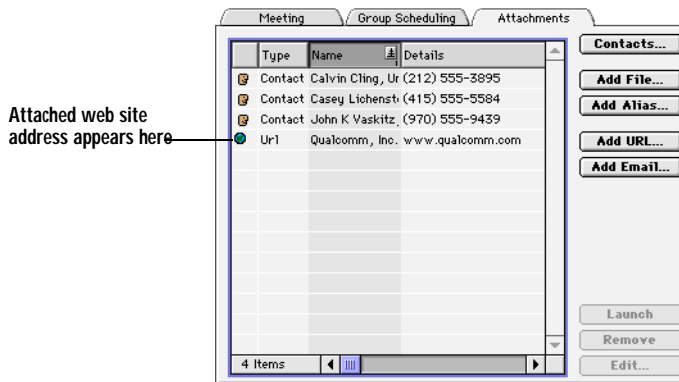 Meeting Group Scheduling Attachments
Type Name Details
Contact Calvin Cling, Ur (212) 555-3895
Contact Casey Lichenst (415) 555-5584
Contact John K Vaskitz, (970) 555-9439
Url Qualcomm, Inc. www.qualcomm.com
4 Items
Contacts...
Add File...
Add Alias...
Add URL...
Add Email...
Launch
Remove
Edit...
Attached web site
address appears here